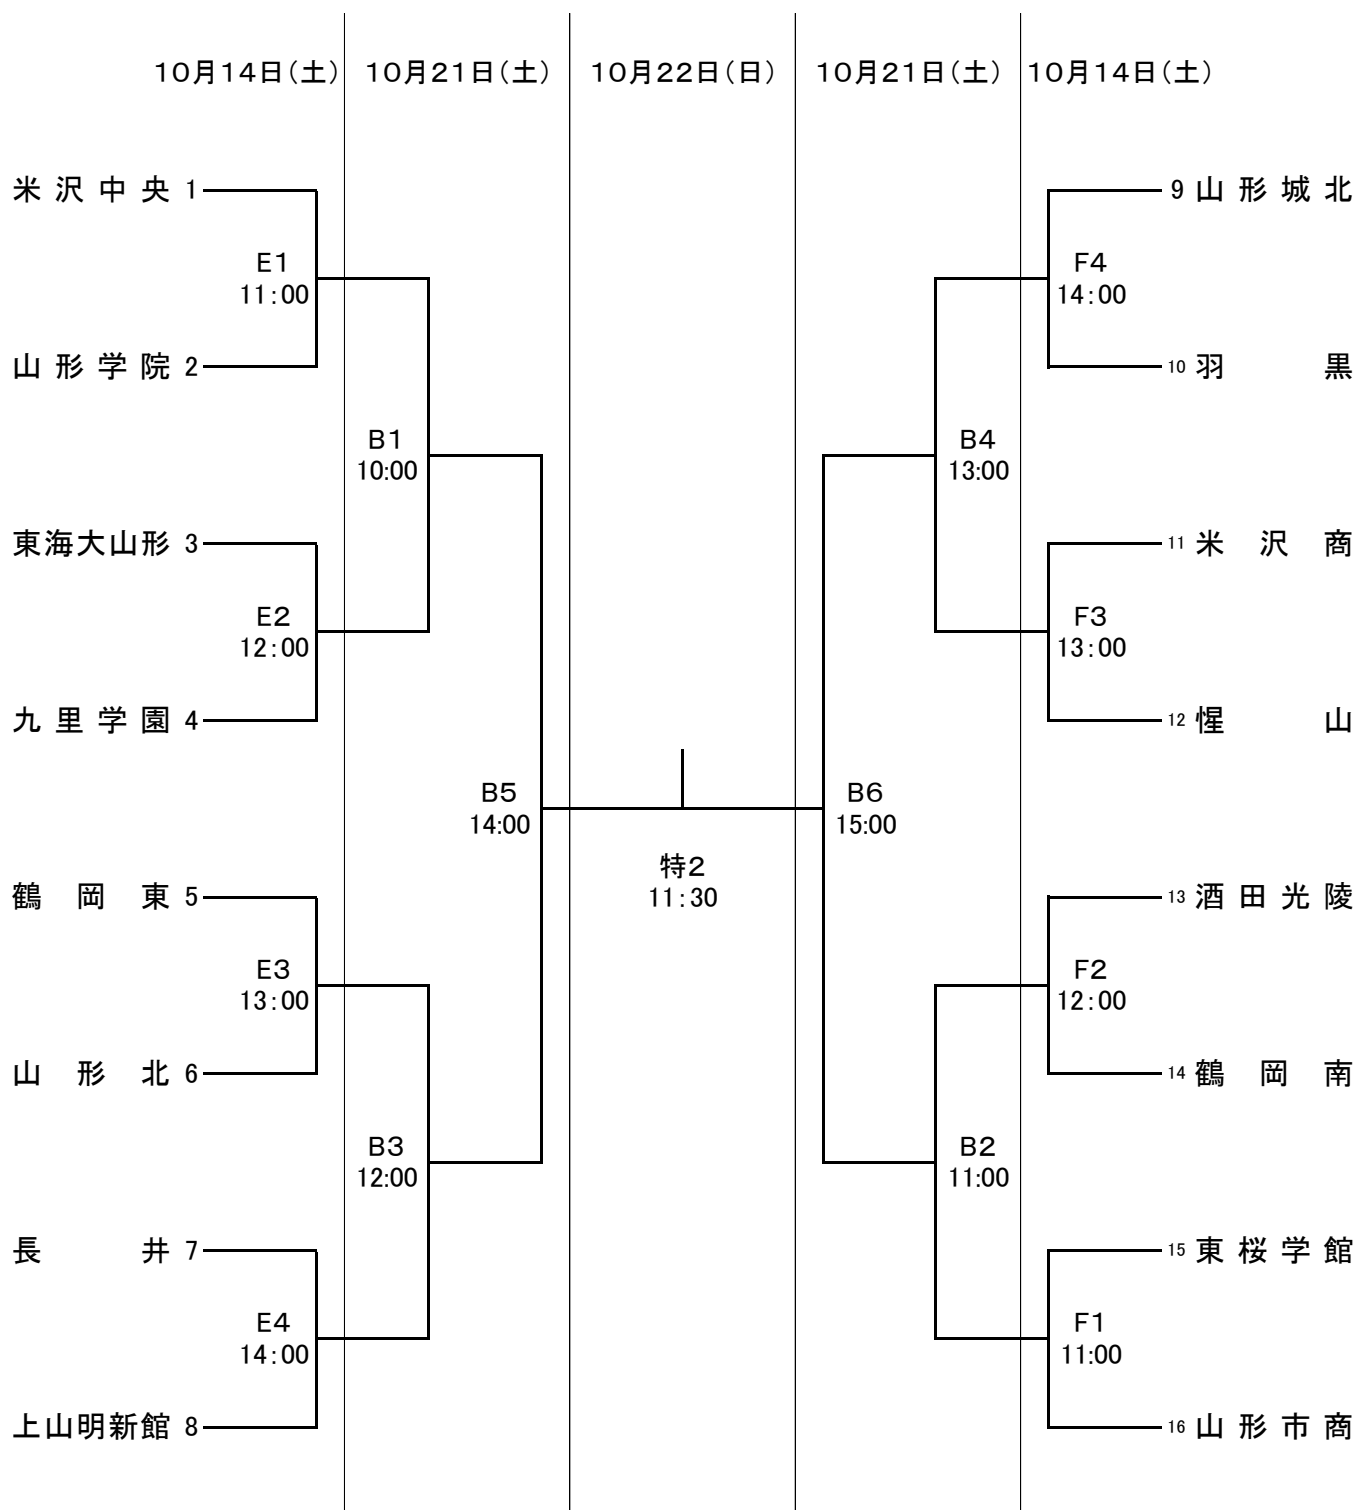 10月14日(土) 10月21日(土) 10月22日(日) 10月21日(土) 10月14日(土)
米沢中央 1
9 山形城北
E1
11:00
F4
14:00
山形学院 2
10 羽黒
B1
10:00
B4
13:00
東海大山形 3
11 米沢商
E2
12:00
F3
13:00
九里学園 4
12 惺山
B5
14:00
B6
15:00
特2
11:30
鶴岡東 5
13 酒田光陵
E3
13:00
F2
12:00
山形北 6
14 鶴岡南
B3
12:00
B2
11:00
長井 7
15 東桜学館
E4
14:00
F1
11:00
上山明新館 8
16 山形市商